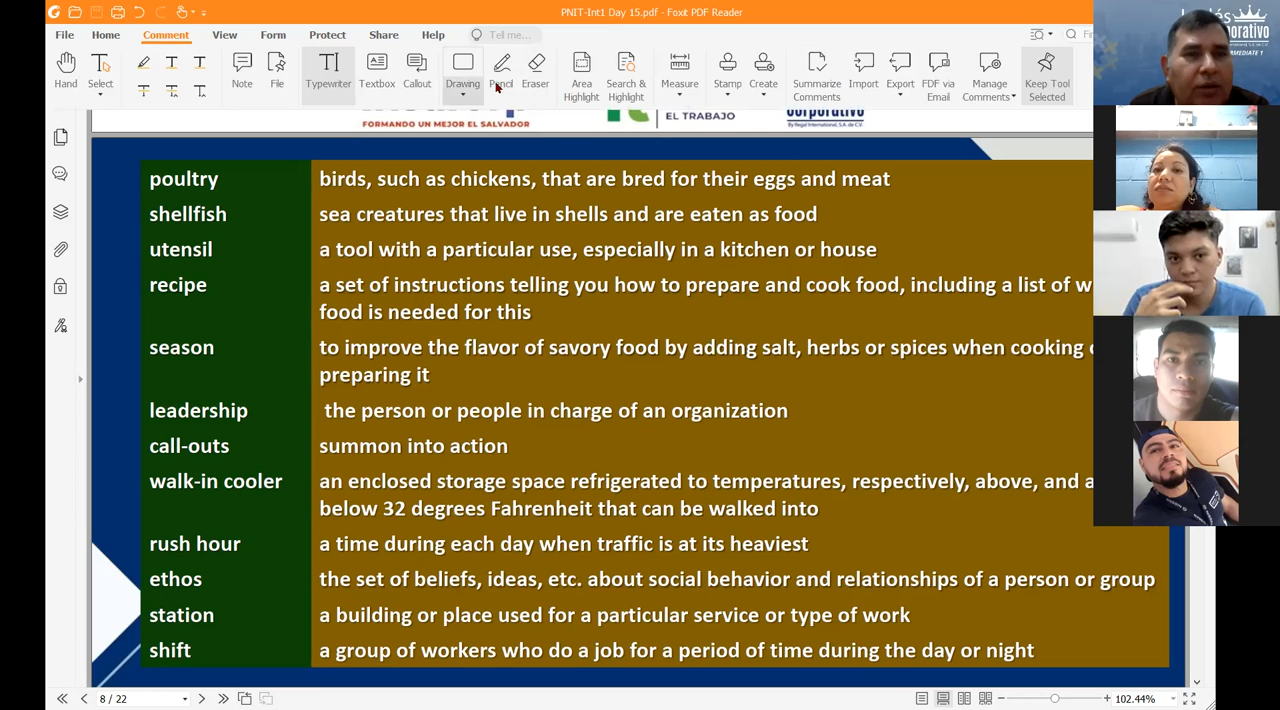 PNIT-Int1 Day 15.pdf - Foxit PDF Reader
File Home Comment View Form Protect Share Help Tell me...
Hand Select Note File Typewriter Textbox Callout Drawing Pencil Eraser Area Highlight Search & Highlight Measure Stamp Create Summarize Comments Import Export FDF via Email Manage Comments Keep Tool Selected
FORMANDO UN MEJOR EL SALVADOR
EL TRABAJO
corporativo
By Regal International, S.A. de C.V.
poultry birds, such as chickens, that are bred for their eggs and meat
shellfish sea creatures that live in shells and are eaten as food
utensil a tool with a particular use, especially in a kitchen or house
recipe a set of instructions telling you how to prepare and cook food, including a list of
food is needed for this
season to improve the flavor of savory food by adding salt, herbs or spices when cooking
preparing it
leadership the person or people in charge of an organization
call-outs summon into action
walk-in cooler an enclosed storage space refrigerated to temperatures, respectively, above, and
below 32 degrees Fahrenheit that can be walked into
rush hour a time during each day when traffic is at its heaviest
ethos the set of beliefs, ideas, etc. about social behavior and relationships of a person or group
station a building or place used for a particular service or type of work
shift a group of workers who do a job for a period of time during the day or night
8 / 22
102.44%